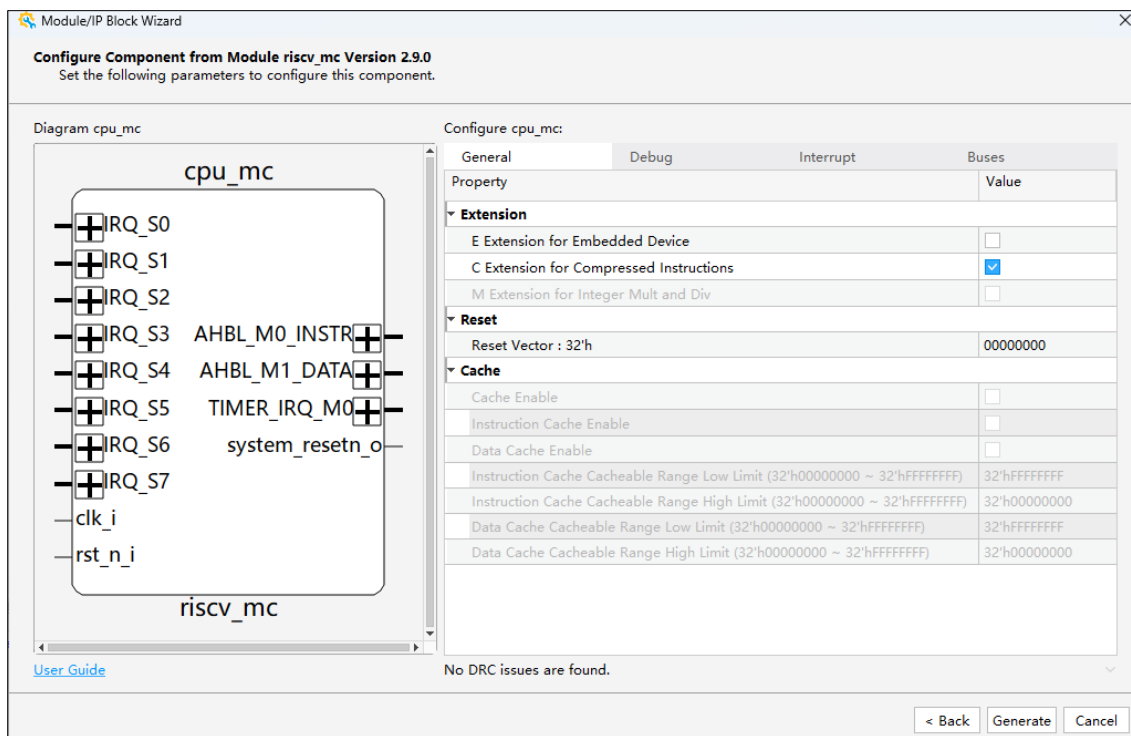 Module/IP Block Wizard
Configure Component from Module riscv_mc Version 2.9.0
Set the following parameters to configure this component.
Diagram cpu_mc
cpu_mc
IRQ_S0
IRQ_S1
IRQ_S2
IRQ_S3 AHBL_M0_INSTR
IRQ_S4 AHBL_M1_DATA
IRQ_S5 TIMER_IRQ_M0
IRQ_S6 system_resetn_o
IRQ_S7
clk_i
rst_n_i
riscv_mc
User Guide
Configure cpu_mc:
General Debug Interrupt Buses
Property Value
Extension
E Extension for Embedded Device
C Extension for Compressed Instructions
M Extension for Integer Mult and Div
Reset
Reset Vector : 32'h 00000000
Cache
Cache Enable
Instruction Cache Enable
Data Cache Enable
Instruction Cache Cacheable Range Low Limit (32'h00000000 ~ 32'hFFFFFFFF) 32'hFFFFFFFF
Instruction Cache Cacheable Range High Limit (32'h00000000 ~ 32'hFFFFFFFF) 32'h00000000
Data Cache Cacheable Range Low Limit (32'h00000000 ~ 32'hFFFFFFFF) 32'hFFFFFFFF
Data Cache Cacheable Range High Limit (32'h00000000 ~ 32'hFFFFFFFF) 32'h00000000
No DRC issues are found.
< Back Generate Cancel